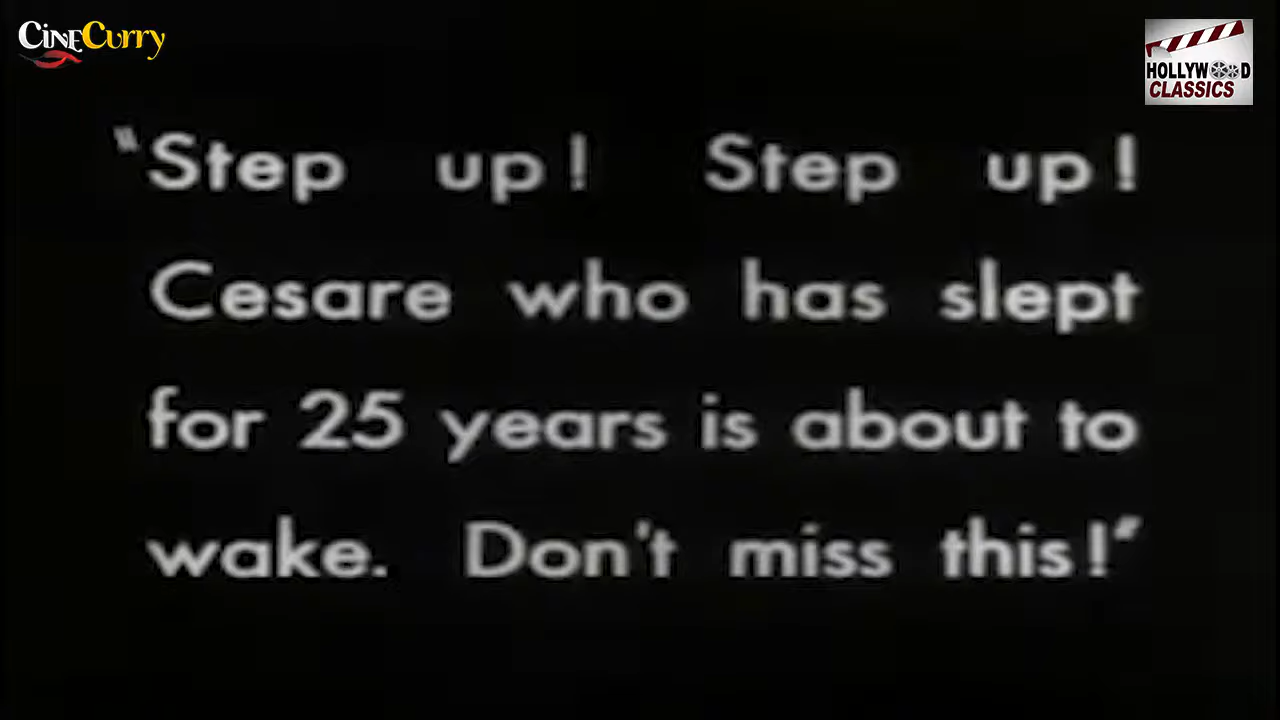 CINECURRY
HOLLYWOOD
CLASSICS
"Step up! Step up!
Cesare who has slept
for 25 years is about to
wake. Don't miss this!"